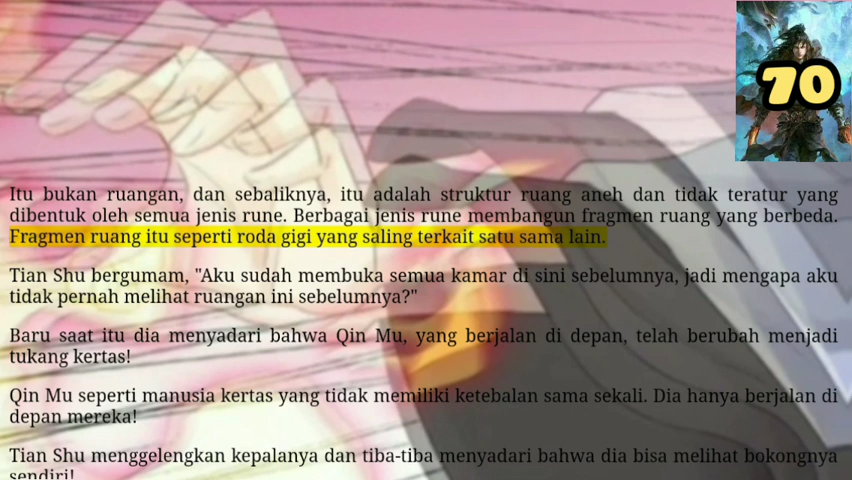 70
Itu bukan ruangan, dan sebaliknya, itu adalah struktur ruang aneh dan tidak teratur yang
dibentuk oleh semua jenis rune. Berbagai jenis rune membangun fragmen ruang yang berbeda.
Fragmen ruang itu seperti roda gigi yang saling terkait satu sama lain.
Tian Shu bergumam, "Aku sudah membuka semua kamar di sini sebelumnya, jadi mengapa aku
tidak pernah melihat ruangan ini sebelumnya?"
Baru saat itu dia menyadari bahwa Qin Mu, yang berjalan di depan, telah berubah menjadi
tukang kertas!
Qin Mu seperti manusia kertas yang tidak memiliki ketebalan sama sekali. Dia hanya berjalan di
depan mereka!
Tian Shu menggelengkan kepalanya dan tiba-tiba menyadari bahwa dia bisa melihat bokongnya
sendiri!